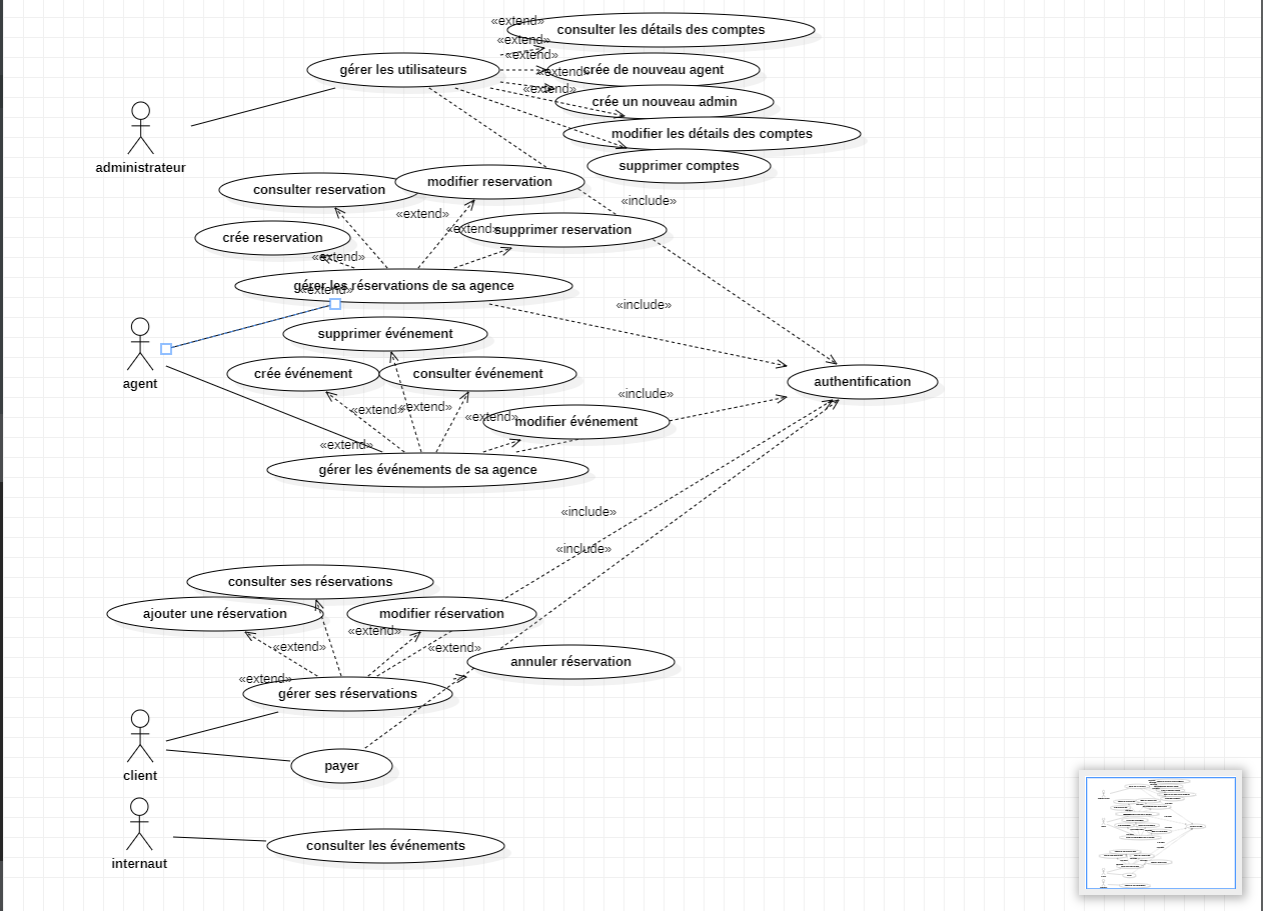 «extend»
consulter les détails des comptes
«extend»
«extend»
gérer les utilisateurs
«extend»
crée de nouveau agent
«extend»
crée un nouveau admin
modifier les détails des comptes
supprimer comptes
administrateur
consulter reservation
modifier reservation
«include»
«extend»
«extend»
supprimer reservation
crée reservation
«extend»
gérer les réservations de sa agence
«extend»
«include»
supprimer événement
agent
crée événement
consulter événement
authentification
«include»
«extend»
«extend»
«extend»
modifier événement
«extend»
gérer les événements de sa agence
«include»
«include»
consulter ses réservations
ajouter une réservation
modifier réservation
«extend»
«extend»
«extend»
annuler réservation
«extend»
gérer ses réservations
client
payer
internaut
consulter les événements